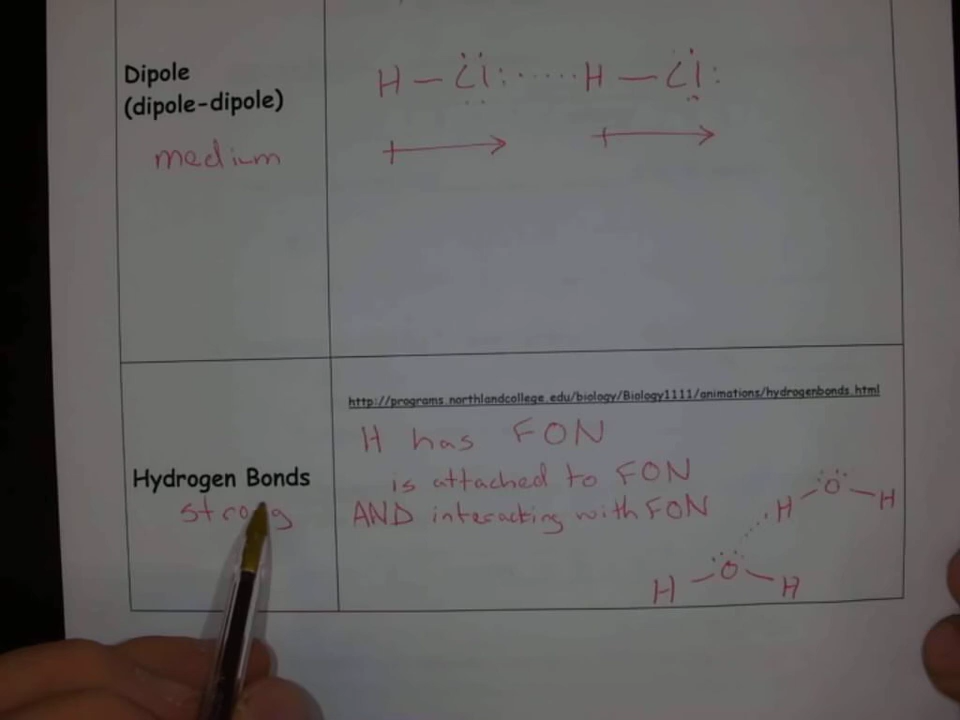 Dipole
(dipole-dipole)
medium
H – Cl: ····· H – Cl:
http://programs.northlandcollege.edu/biology/Biology1111/animations/hydrogenbonds.html
H has FON
is attached to FON
AND interacting with FON
Hydrogen Bonds
strong
H – O – H
H – O – H